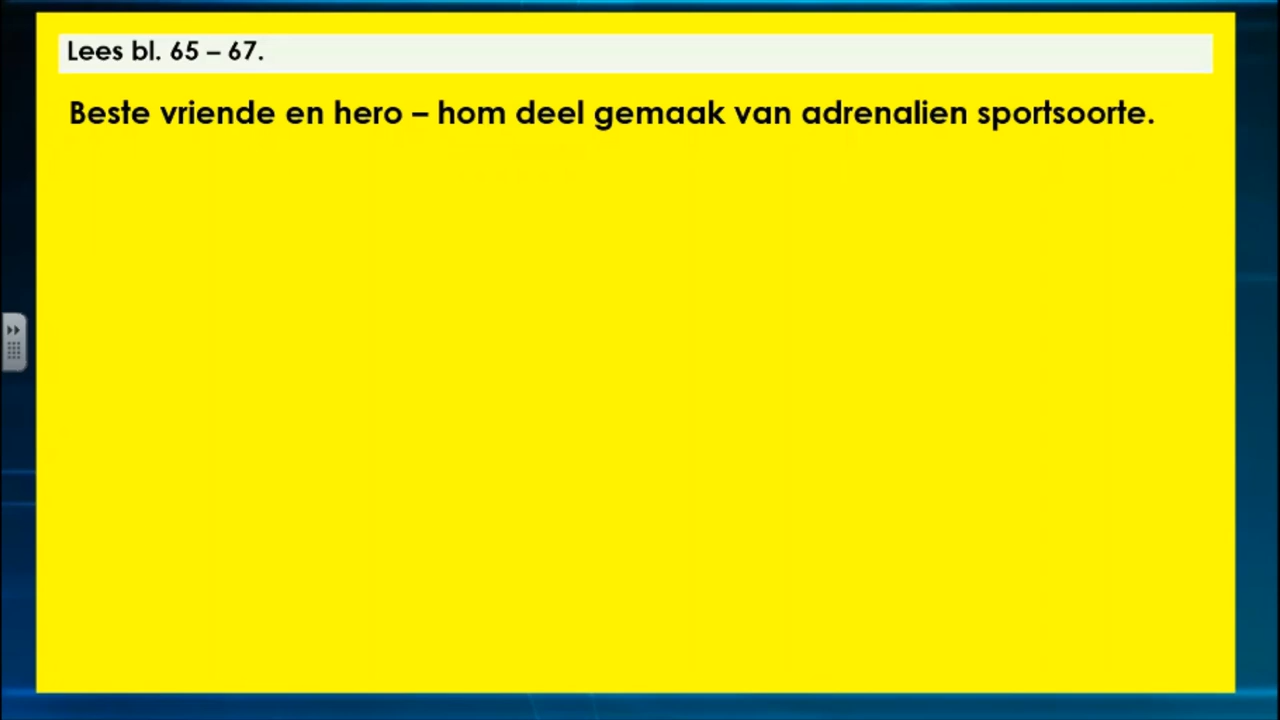 Lees bl. 65 – 67.
Beste vriende en hero – hom deel gemaak van adrenalien sportsoorte.